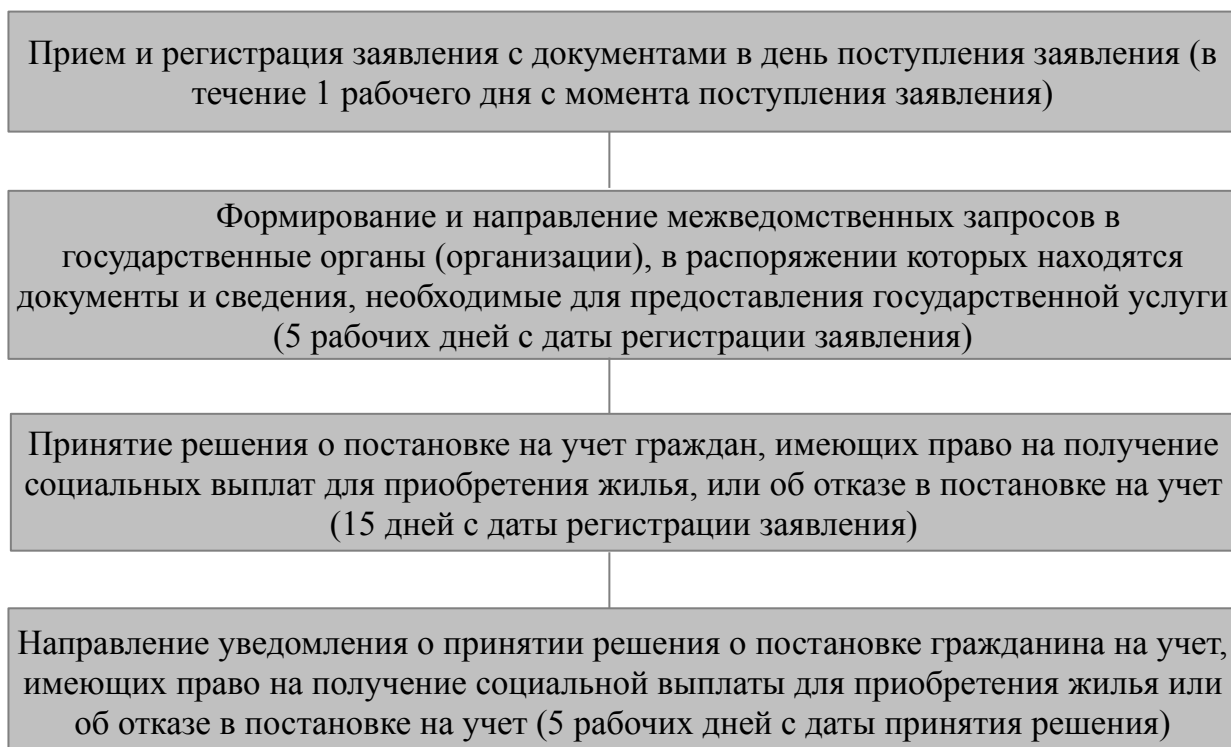 Прием и регистрация заявления с документами в день поступления заявления (в
течение 1 рабочего дня с момента поступления заявления)
Формирование и направление межведомственных запросов в
государственные органы (организации), в распоряжении которых находятся
документы и сведения, необходимые для предоставления государственной услуги
(5 рабочих дней с даты регистрации заявления)
Принятие решения о постановке на учет граждан, имеющих право на получение
социальных выплат для приобретения жилья, или об отказе в постановке на учет
(15 дней с даты регистрации заявления)
Направление уведомления о принятии решения о постановке гражданина на учет,
имеющих право на получение социальной выплаты для приобретения жилья или
об отказе в постановке на учет (5 рабочих дней с даты принятия решения)